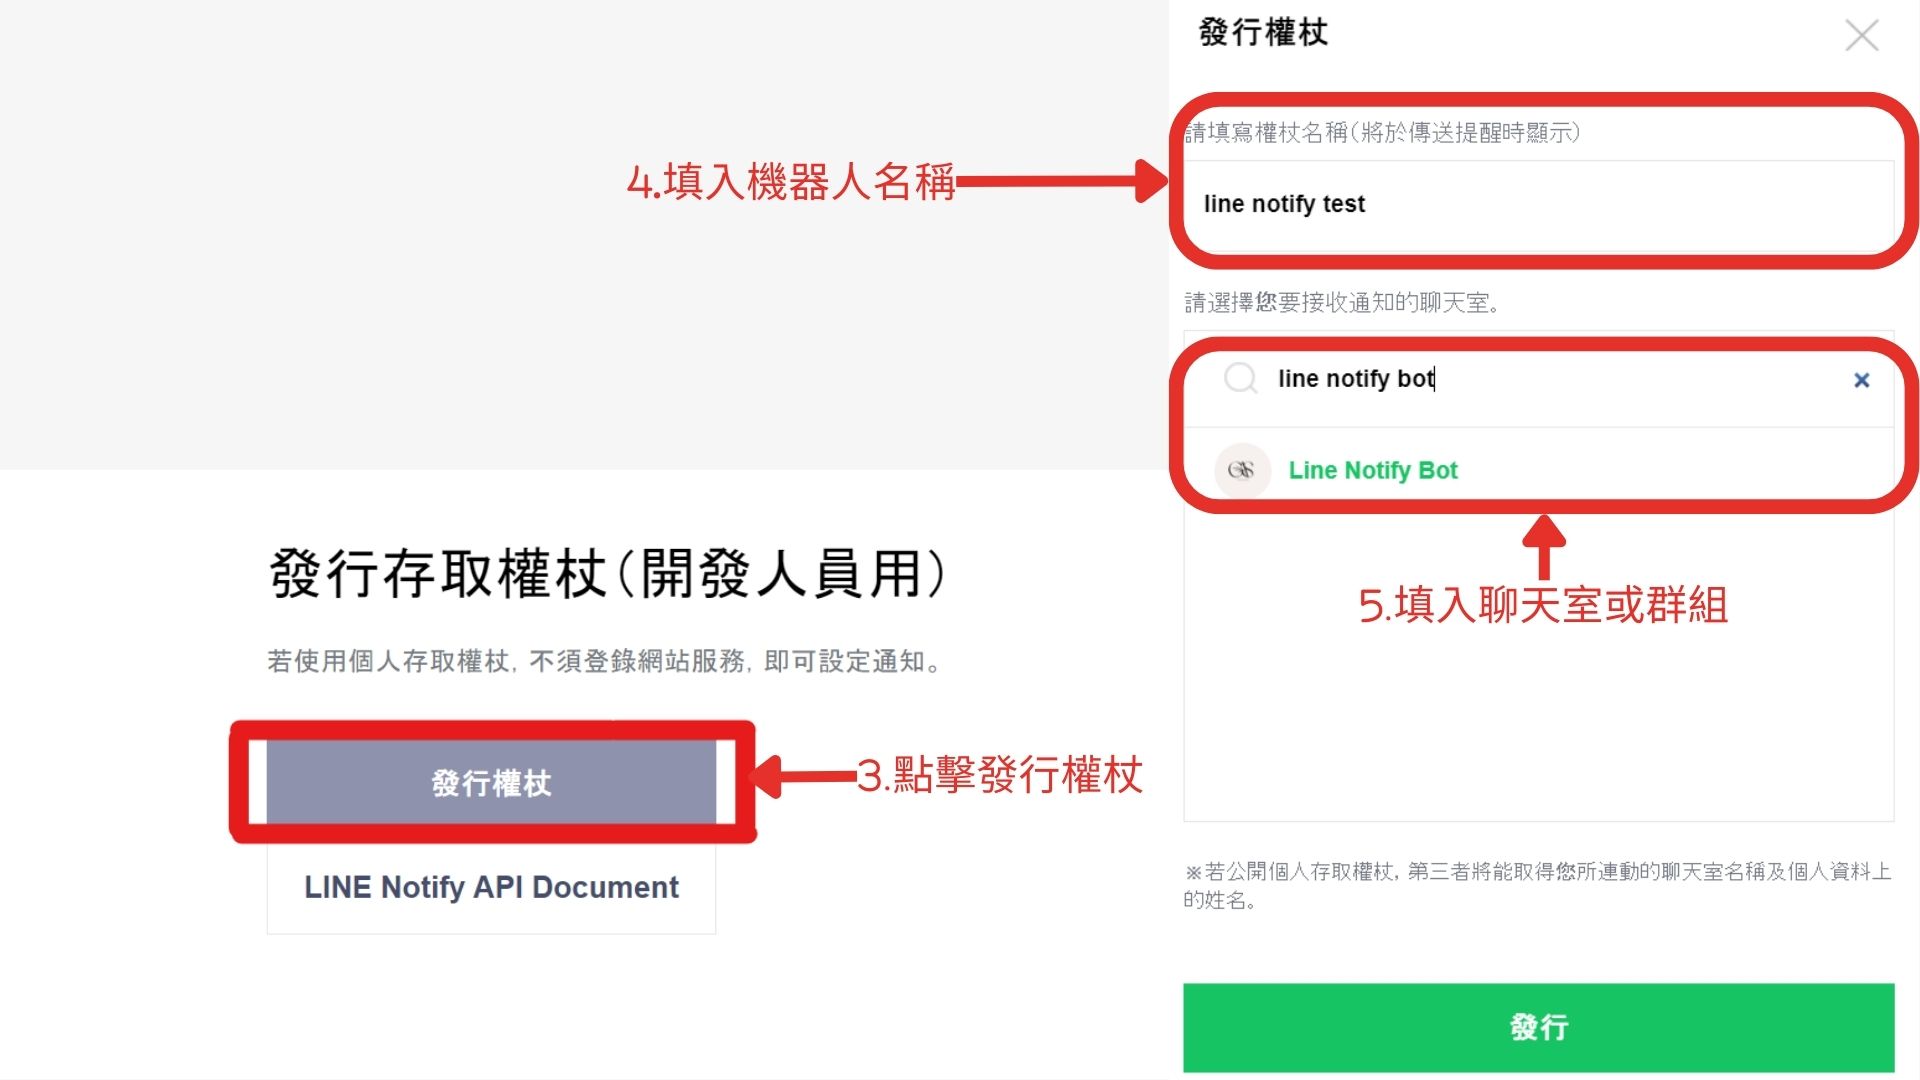 發行權杖
請填寫權杖名稱(將於傳送提醒時顯示)
4.填入機器人名稱
line notify test
請選擇您要接收通知的聊天室。
line notify bot
Line Notify Bot
5.填入聊天室或群組
發行存取權杖(開發人員用)
若使用個人存取權杖, 不須登錄網站服務, 即可設定通知。
發行權杖
3.點擊發行權杖
LINE Notify API Document
※若公開個人存取權杖, 第三者將能取得您所連動的聊天室名稱及個人資料上
的姓名。
發行